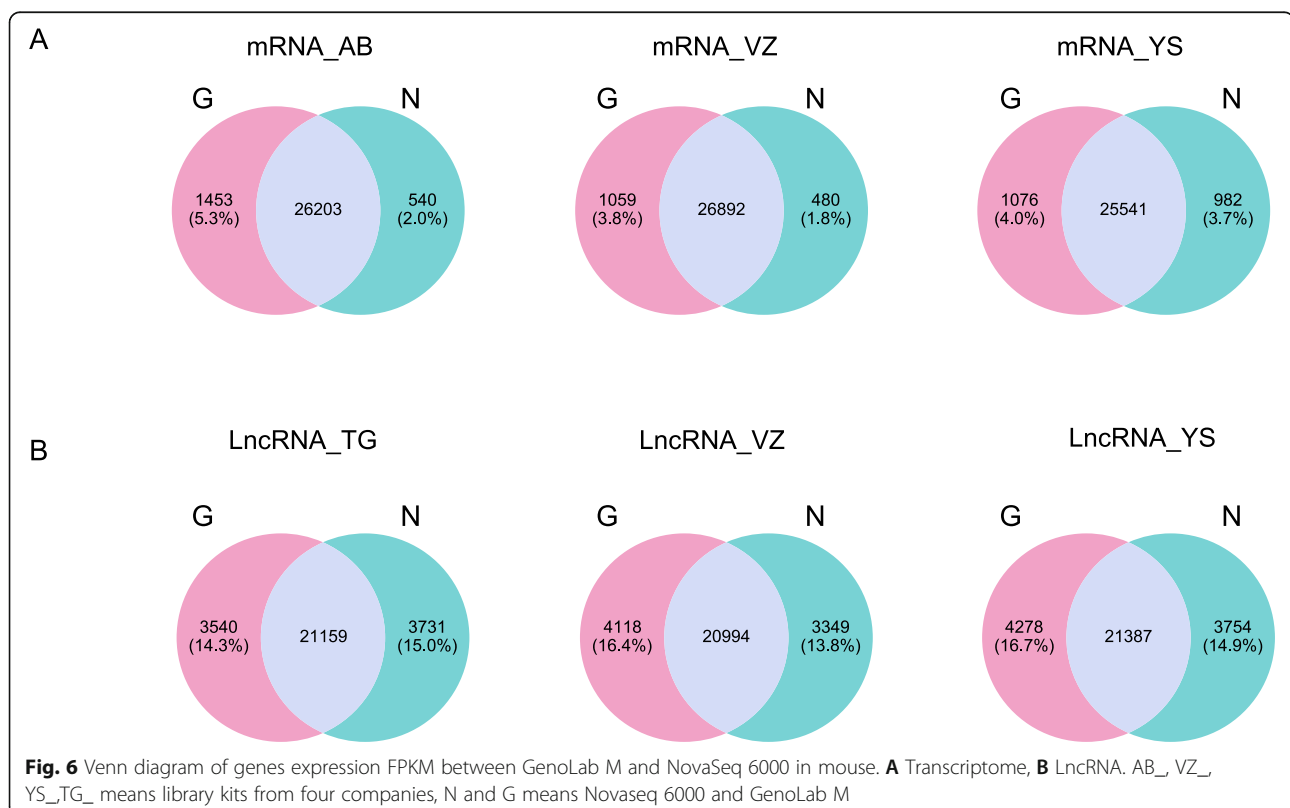 A
mRNA_AB
mRNA_VZ
mRNA_YS
G
N
G
N
G
N
1453
(5.3%)
26203
540
(2.0%)
1059
(3.8%)
26892
480
(1.8%)
1076
(4.0%)
25541
982
(3.7%)
B
LncRNA_TG
LncRNA_VZ
LncRNA_YS
G
N
G
N
G
N
3540
(14.3%)
21159
3731
(15.0%)
4118
(16.4%)
20994
3349
(13.8%)
4278
(16.7%)
21387
3754
(14.9%)
Fig. 6 Venn diagram of genes expression FPKM between GenoLab M and NovaSeq 6000 in mouse. A Transcriptome, B LncRNA. AB_, VZ_,
YS_,TG_ means library kits from four companies, N and G means Novaseq 6000 and GenoLab M